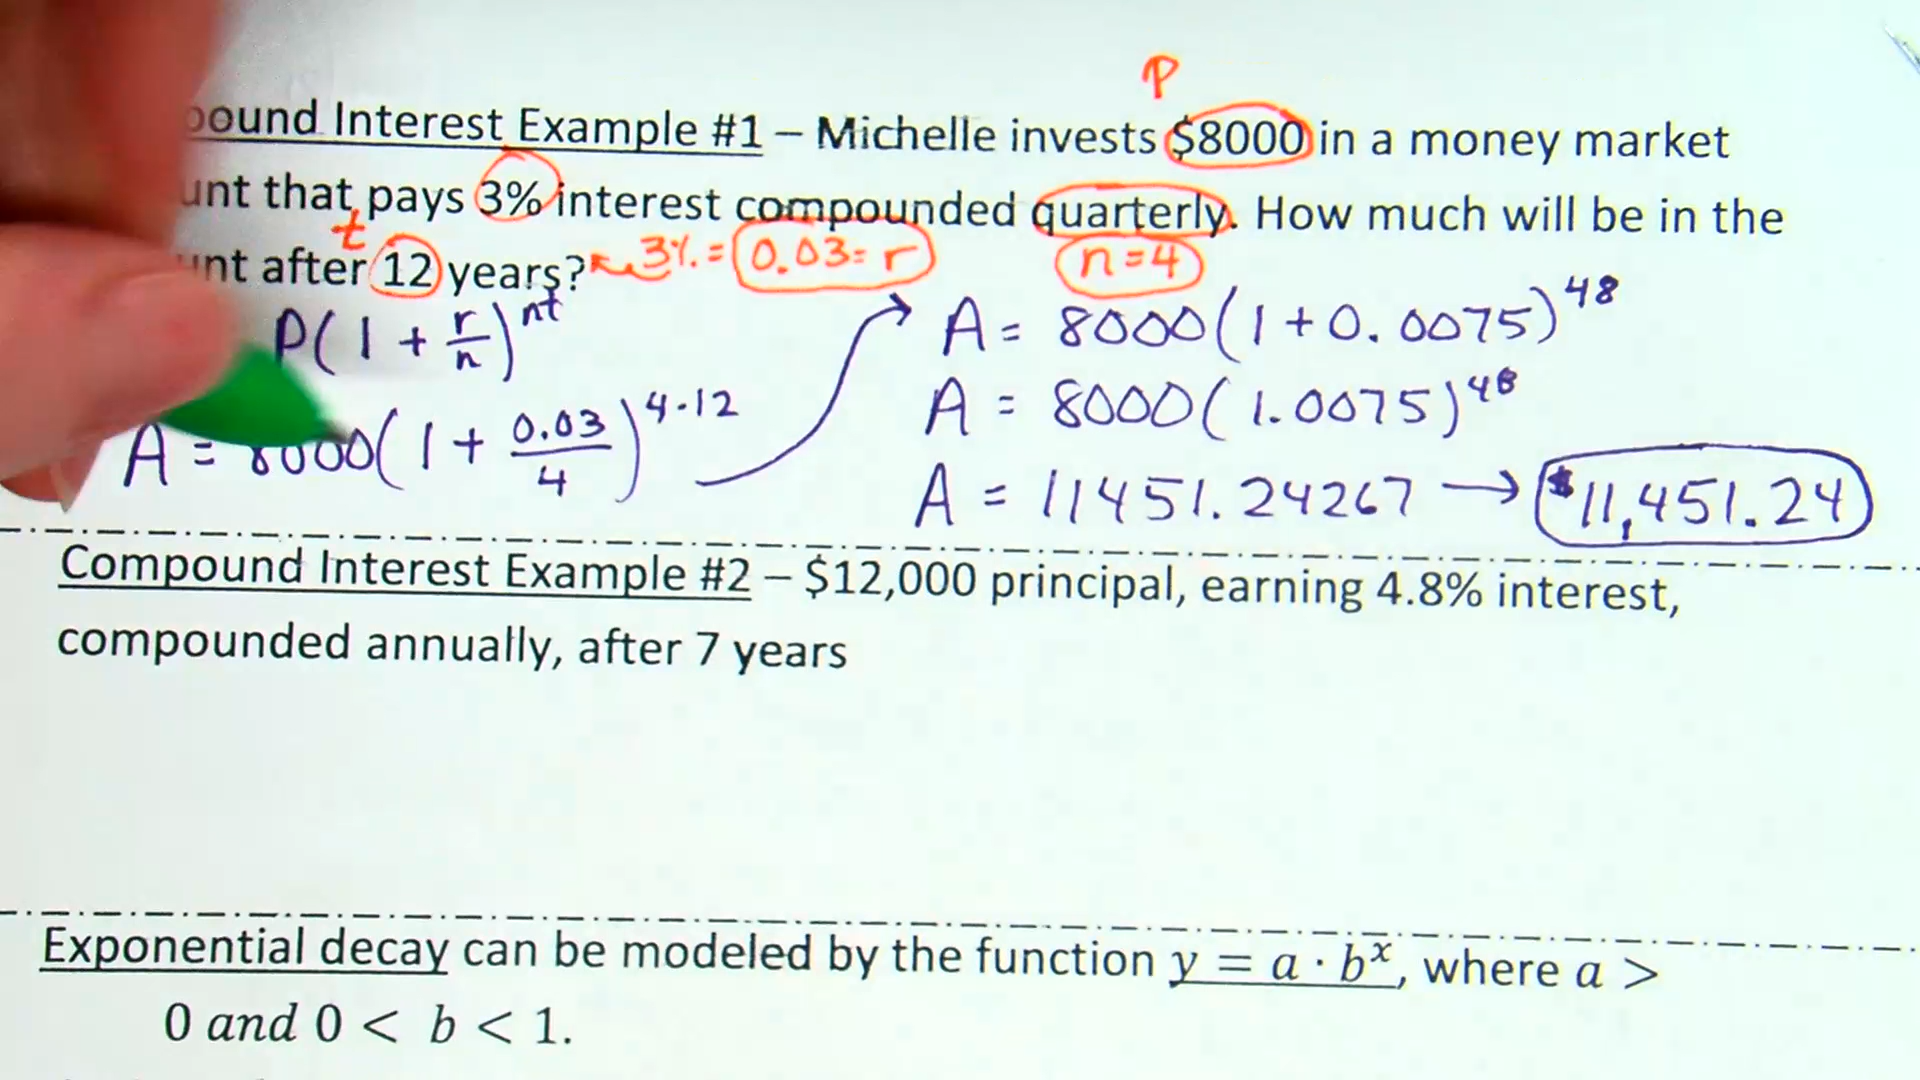 P
Interest Example #1 – Michelle invests $8000 in a money market
that pays 3% interest compounded quarterly. How much will be in the
t
after 12 years? 3% = 0.03 = r n = 4
P(1 + r/n)^nt
A = 8000(1 + 0.03/4)^4·12
A = 8000(1 + 0.0075)^48
A = 8000(1.0075)^48
A = 11451.24267 → $11,451.24
Compound Interest Example #2 – $12,000 principal, earning 4.8% interest,
compounded annually, after 7 years
Exponential decay can be modeled by the function y = a · b^x, where a >
0 and 0 < b < 1.